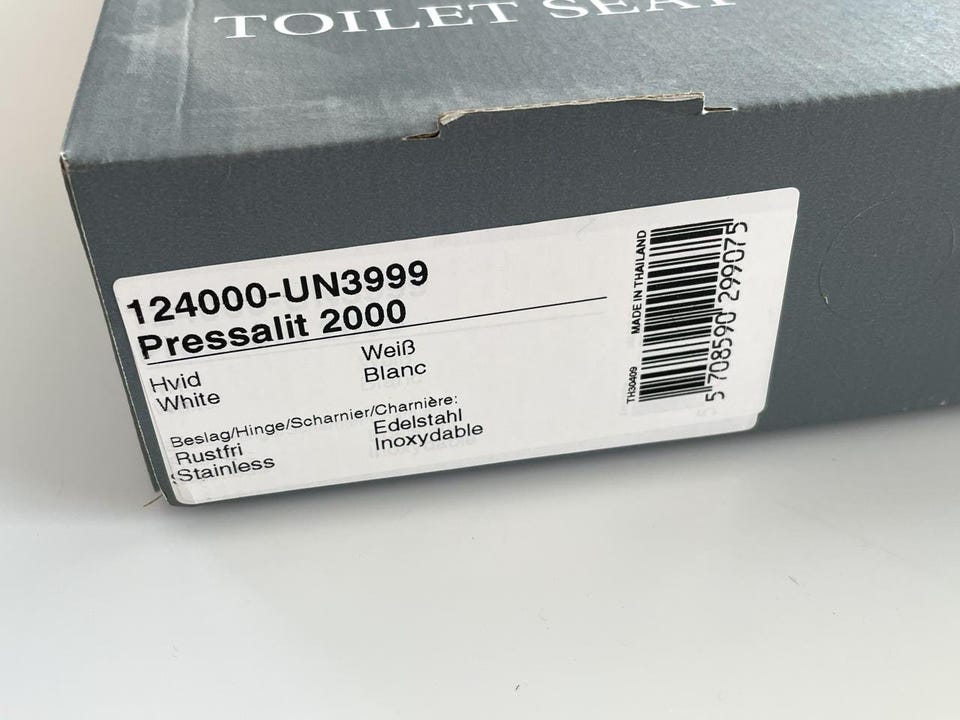 TOILET SEAT
124000-UN3999
Pressalit 2000
Hvid
White
Weiß
Blanc
Beslag/Hinge/Scharnier/Charnière:
Rustfri
Stainless
Edelstahl
Inoxydable
TH30409
MADE IN THAILAND
5 708590 299075